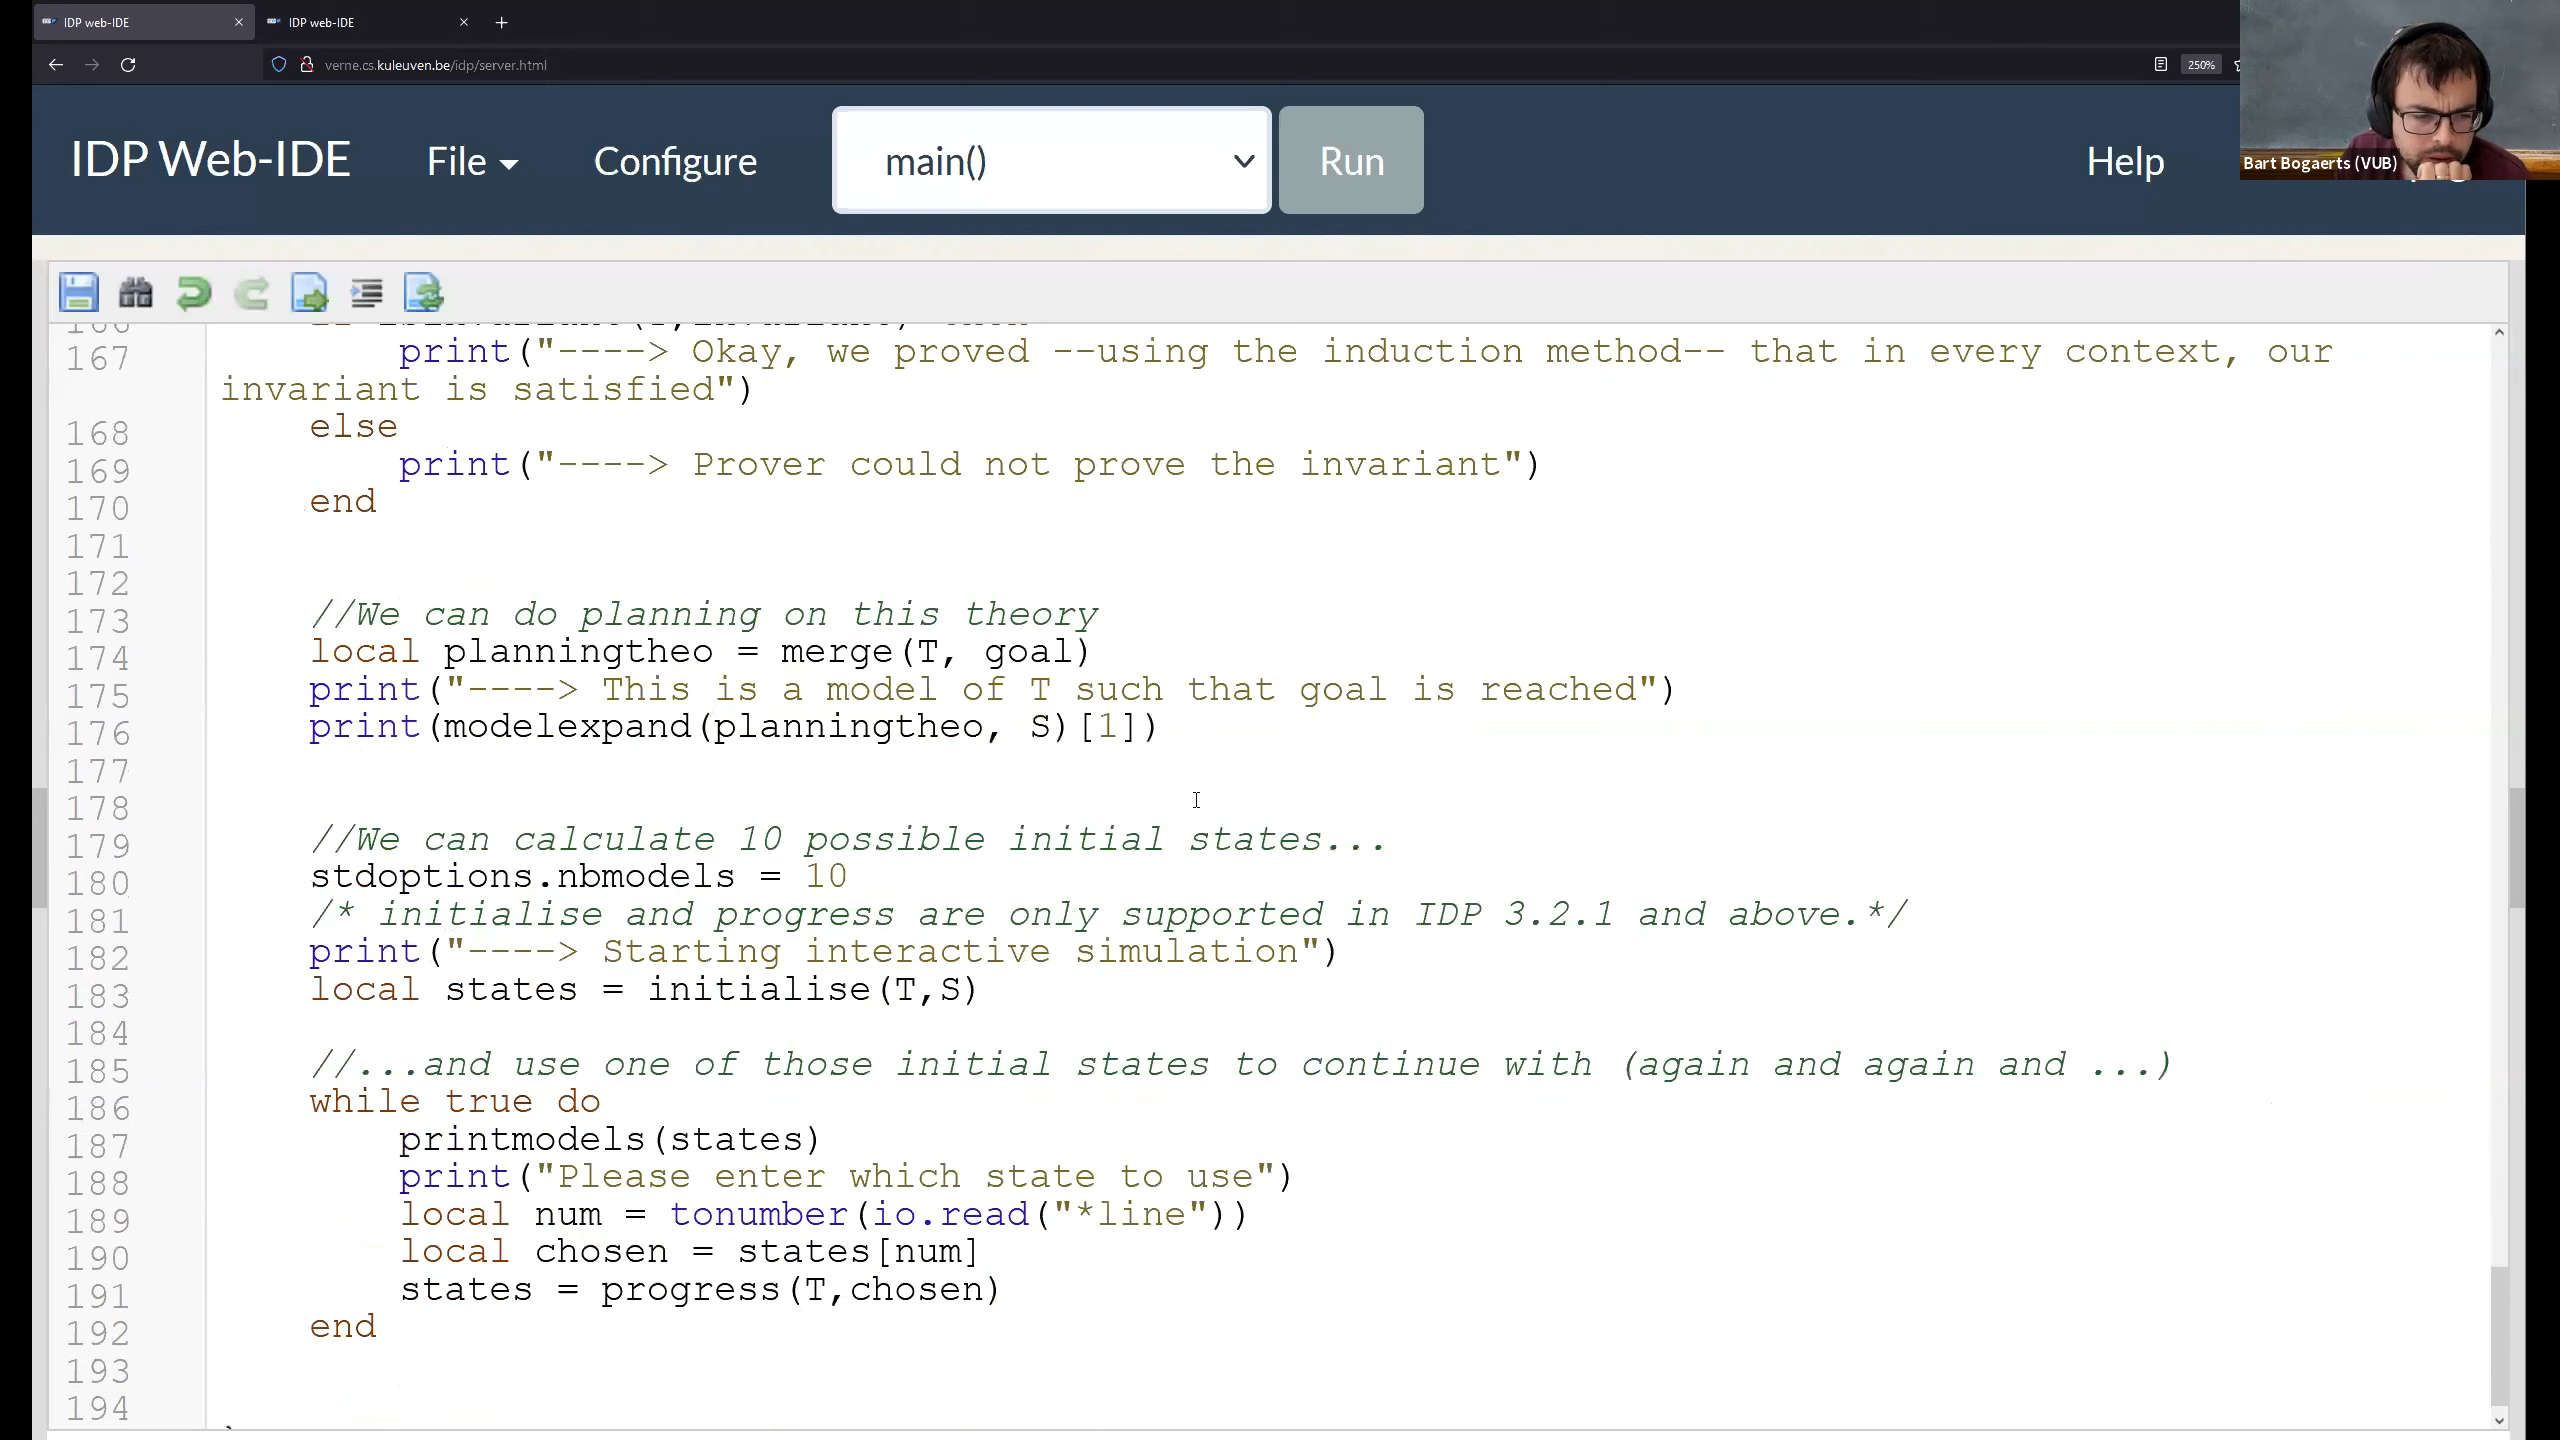 IDP web-IDE
IDP web-IDE
verne.cs.kuleuven.be/idp/server.html
250%
IDP Web-IDE File Configure main() Run Help
Bart Bogaerts (VUB)
167 print("----> Okay, we proved --using the induction method-- that in every context, our
invariant is satisfied")
168 else
169 print("----> Prover could not prove the invariant")
170 end
171
172
173 //We can do planning on this theory
174 local planningtheo = merge(T, goal)
175 print("----> This is a model of T such that goal is reached")
176 print(modelexpand(planningtheo, S)[1])
177
178
179 //We can calculate 10 possible initial states...
180 stdoptions.nbmodels = 10
181 /* initialise and progress are only supported in IDP 3.2.1 and above.*/
182 print("----> Starting interactive simulation")
183 local states = initialise(T,S)
184
185 //...and use one of those initial states to continue with (again and again and ...)
186 while true do
187 printmodels(states)
188 print("Please enter which state to use")
189 local num = tonumber(io.read("*line"))
190 local chosen = states[num]
191 states = progress(T,chosen)
192 end
193
194